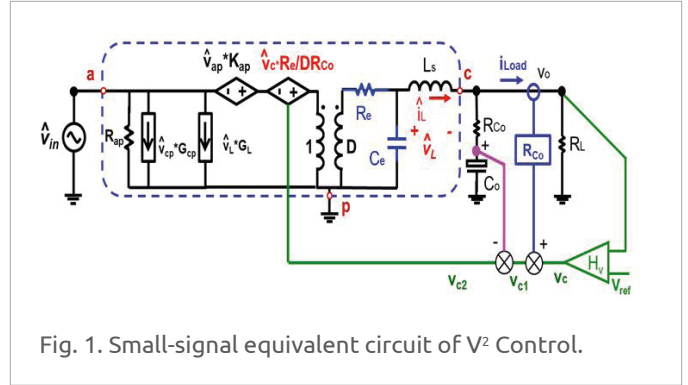 v̂ap*Kap v̂c*Re/DRCo
Ls
a
c
iLoad
Vo
v̂in
Rap
v̂cp*Gcp
v̂L*GL
1
D
Re
Ce
îL
+ v̂L -
RCo
+
Co
RCo
RL
p
- +
Vc2
Vc1
Vc
Hv
Vref
Fig. 1. Small-signal equivalent circuit of V² Control.